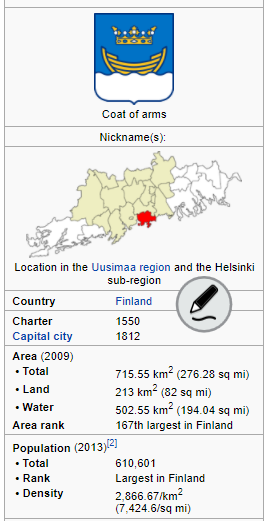 Coat of arms
Nickname(s):
Location in the Uusimaa region and the Helsinki
sub-region
Country Finland
Charter 1550
Capital city 1812
Area (2009)
• Total 715.55 km2 (276.28 sq mi)
• Land 213 km2 (82 sq mi)
• Water 502.55 km2 (194.04 sq mi)
Area rank 167th largest in Finland
Population (2013)[2]
• Total 610,601
• Rank Largest in Finland
• Density 2,866.67/km2
(7,424.6/sq mi)